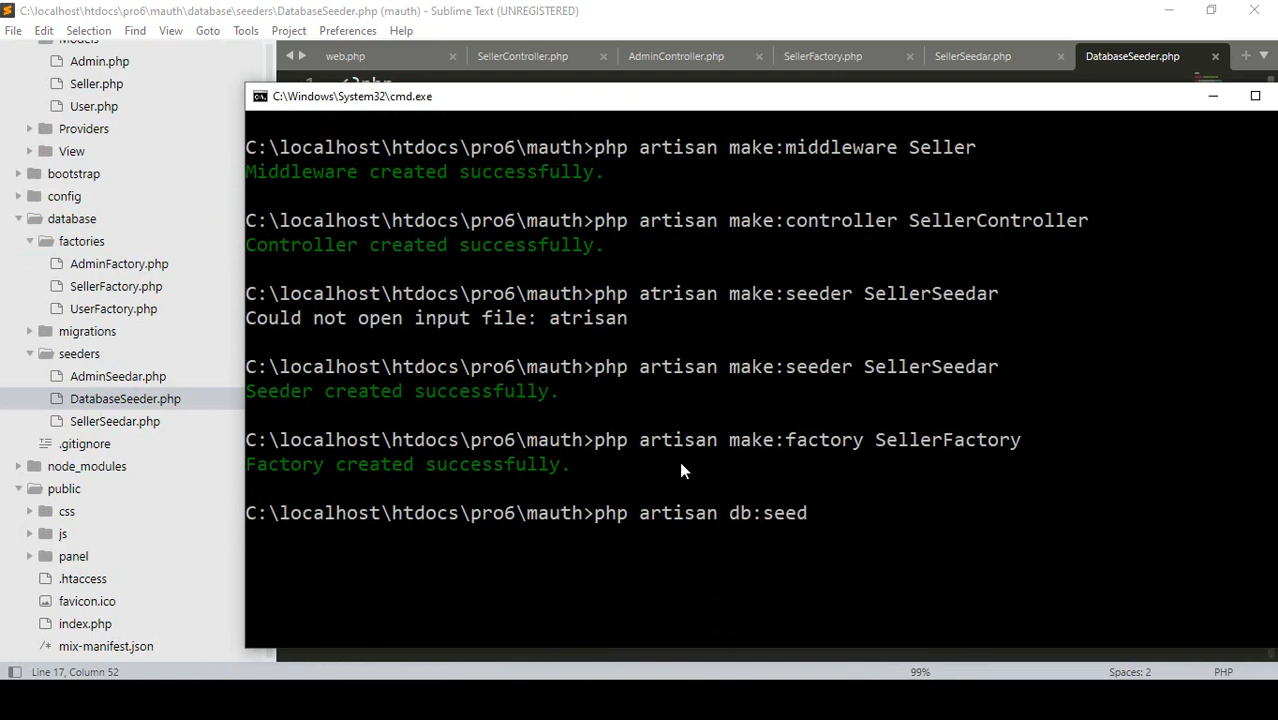 C:\localhost\htdocs\pro6\mauth\database\seeders\DatabaseSeeder.php (mauth) - Sublime Text (UNREGISTERED)
File Edit Selection Find View Goto Tools Project Preferences Help
Models
web.php SellerController.php AdminController.php SellerFactory.php SellerSeedar.php DatabaseSeeder.php
1 <?php
Admin.php
Seller.php
User.php
Providers
View
bootstrap
config
database
factories
AdminFactory.php
SellerFactory.php
UserFactory.php
migrations
seeders
AdminSeedar.php
DatabaseSeeder.php
SellerSeedar.php
.gitignore
node_modules
public
css
js
panel
.htaccess
favicon.ico
index.php
mix-manifest.json
C:\Windows\System32\cmd.exe
C:\localhost\htdocs\pro6\mauth>php artisan make:middleware Seller
Middleware created successfully.
C:\localhost\htdocs\pro6\mauth>php artisan make:controller SellerController
Controller created successfully.
C:\localhost\htdocs\pro6\mauth>php atrisan make:seeder SellerSeedar
Could not open input file: atrisan
C:\localhost\htdocs\pro6\mauth>php artisan make:seeder SellerSeedar
Seeder created successfully.
C:\localhost\htdocs\pro6\mauth>php artisan make:factory SellerFactory
Factory created successfully.
C:\localhost\htdocs\pro6\mauth>php artisan db:seed
Line 17, Column 52 99% Spaces: 2 PHP